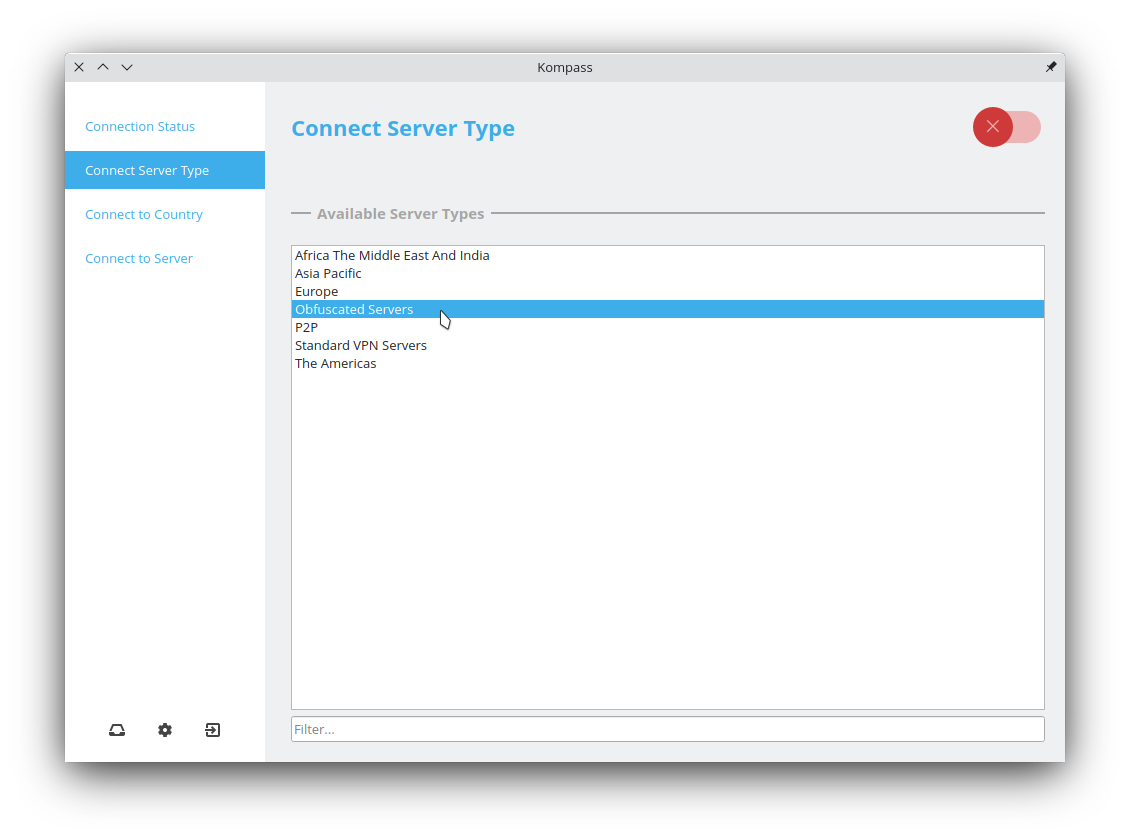 Kompass
Connection Status
Connect Server Type
Connect to Country
Connect to Server
Connect Server Type
Available Server Types
Africa The Middle East And India
Asia Pacific
Europe
Obfuscated Servers
P2P
Standard VPN Servers
The Americas
Filter...